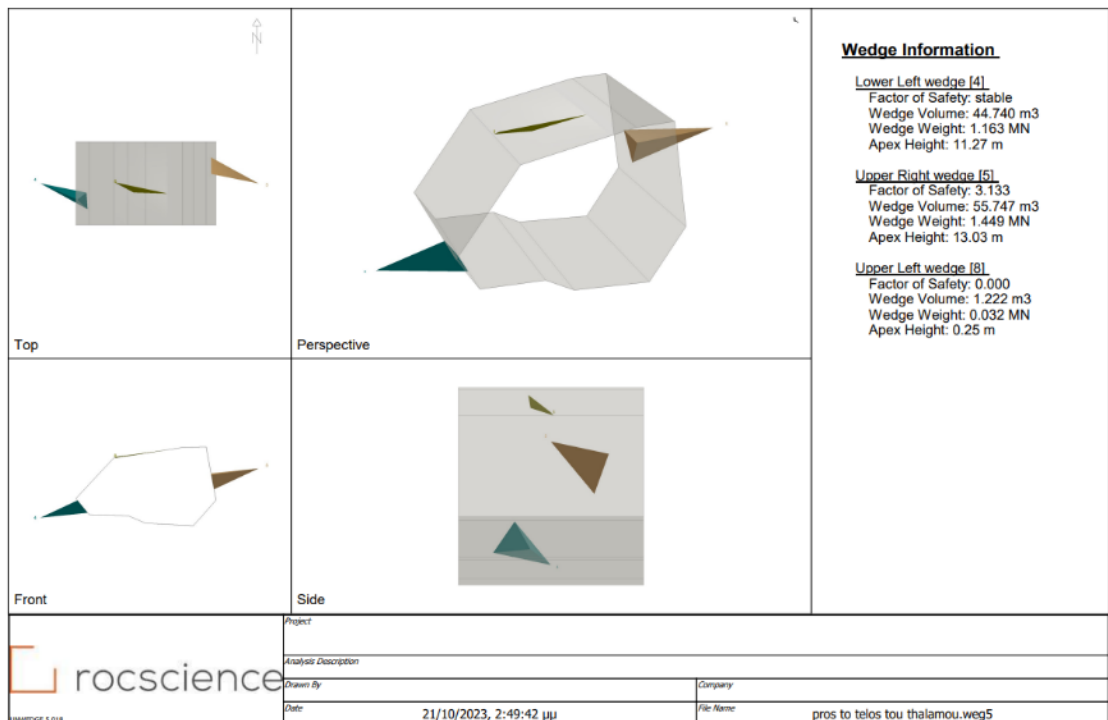 N
Top
Perspective
Front
Side
Wedge Information
Lower Left wedge [4]
Factor of Safety: stable
Wedge Volume: 44.740 m3
Wedge Weight: 1.163 MN
Apex Height: 11.27 m
Upper Right wedge [5]
Factor of Safety: 3.133
Wedge Volume: 55.747 m3
Wedge Weight: 1.449 MN
Apex Height: 13.03 m
Upper Left wedge [8]
Factor of Safety: 0.000
Wedge Volume: 1.222 m3
Wedge Weight: 0.032 MN
Apex Height: 0.25 m
rocscience
Project
Analysis Description
Drawn By
Company
Date
21/10/2023, 2:49:42 μμ
File Name
pros to telos tou thalamou.weg5